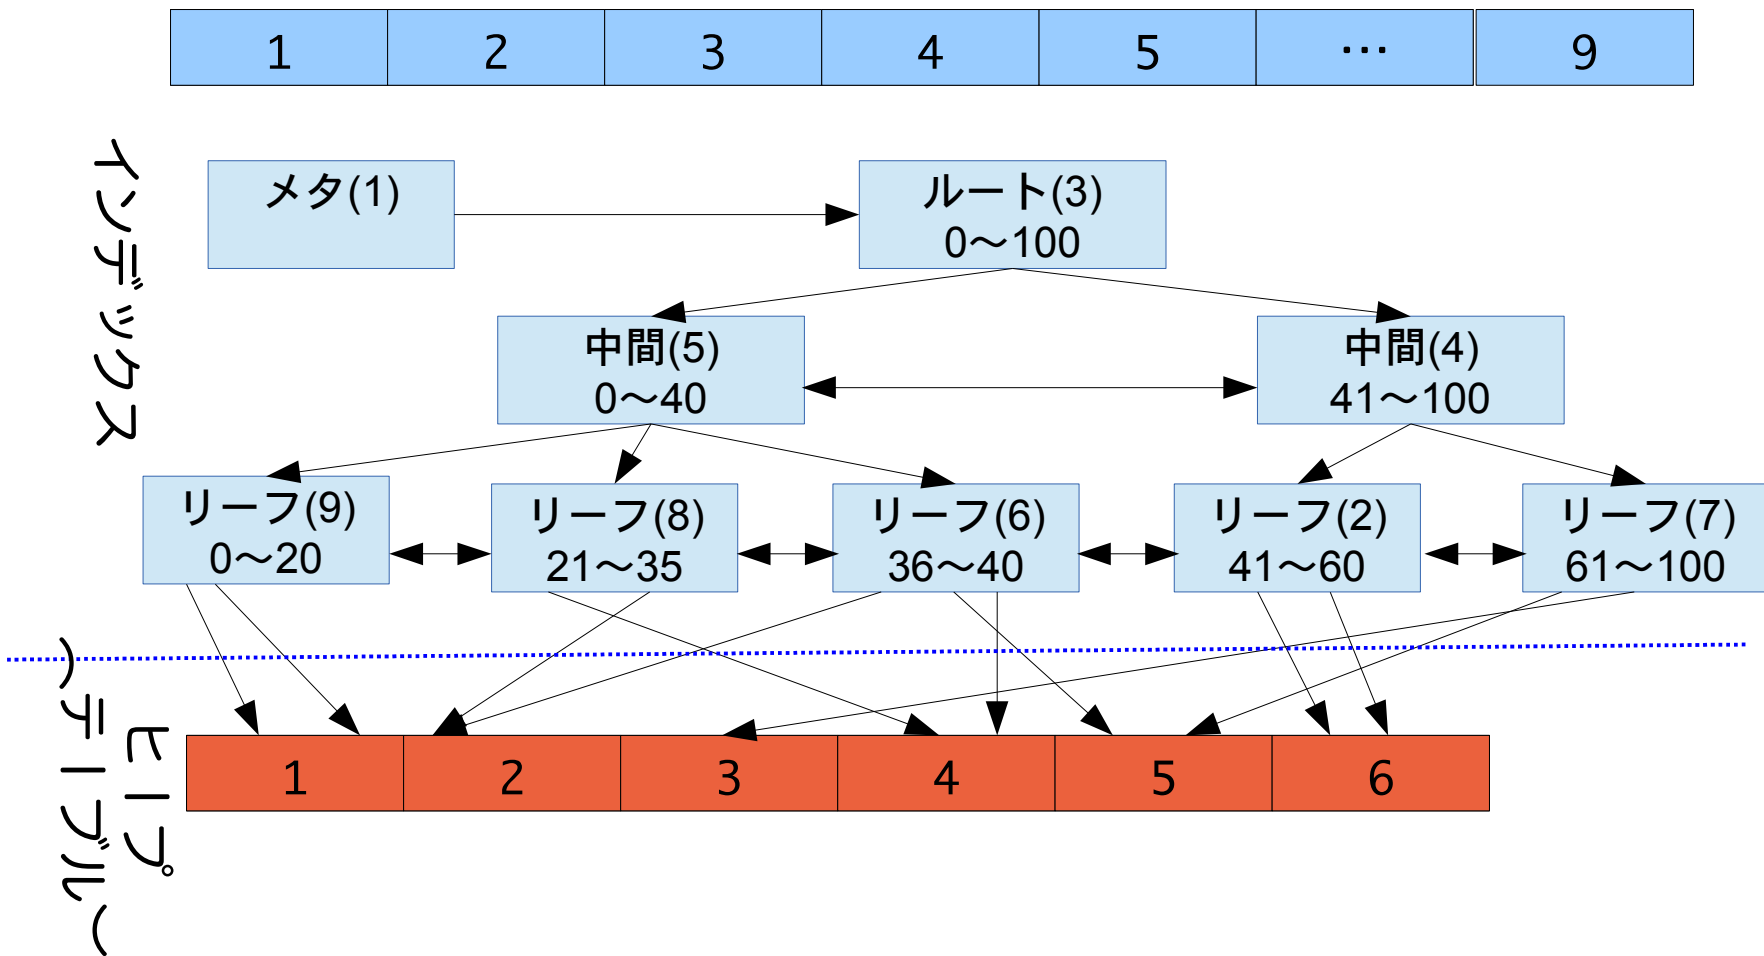 1 2 3 4 5 … 9
インデックス
メタ(1)
ルート(3)
0～100
中間(5)
0～40
中間(4)
41～100
リーフ(9)
0～20
リーフ(8)
21～35
リーフ(6)
36～40
リーフ(2)
41～60
リーフ(7)
61～100
ヒープ
(テーブル)
1 2 3 4 5 6